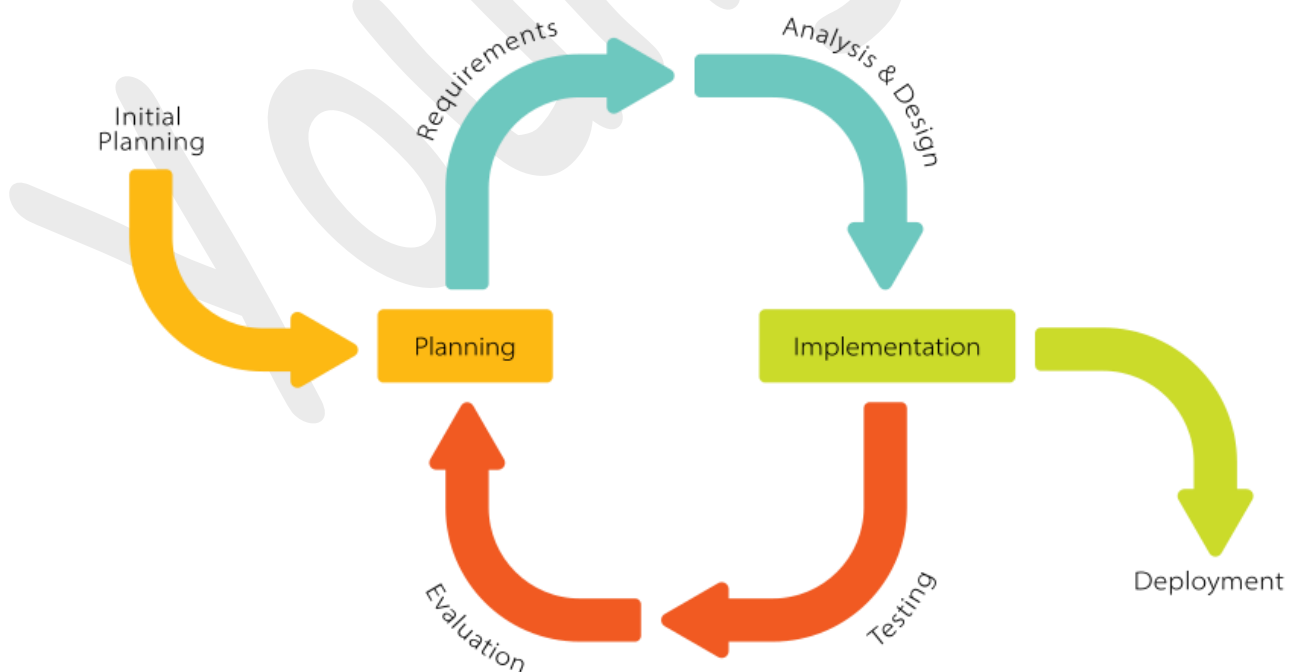 Initial
Planning
Requirements
Analysis & Design
Planning
Implementation
Evaluation
Testing
Deployment